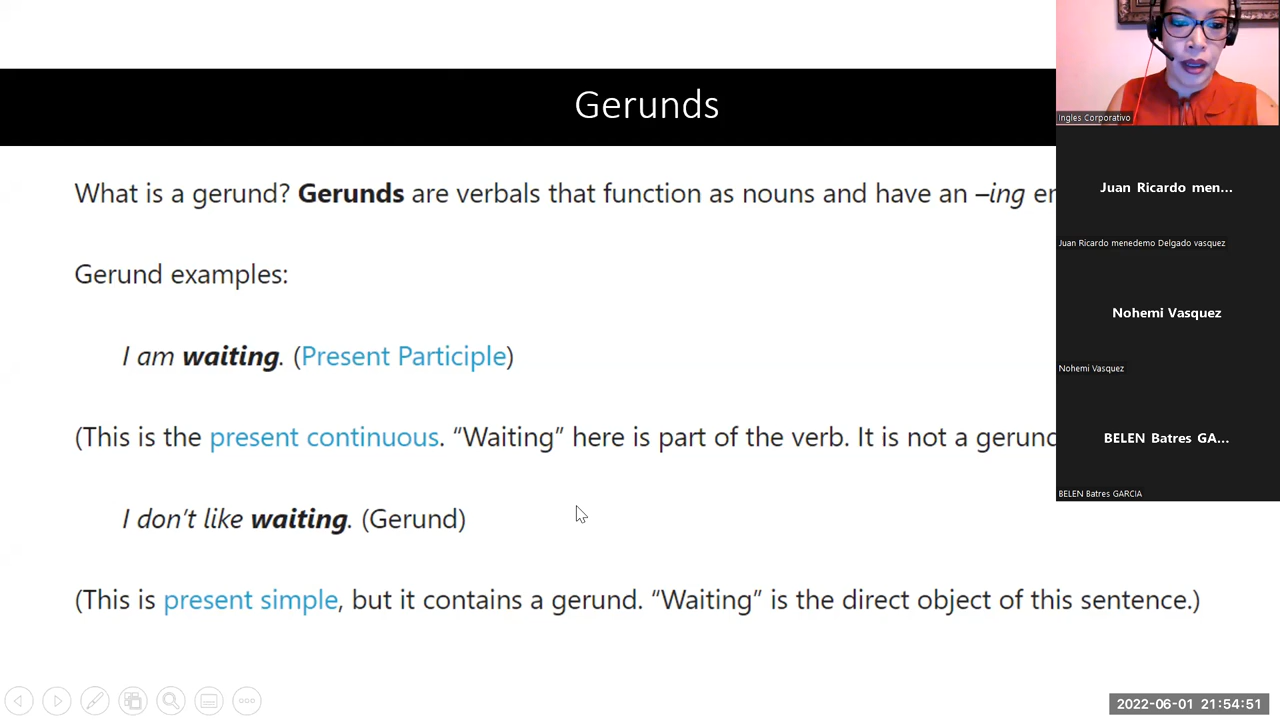 Gerunds
What is a gerund? Gerunds are verbals that function as nouns and have an –ing
Gerund examples:
I am waiting. (Present Participle)
(This is the present continuous. “Waiting” here is part of the verb. It is not a gerund
I don’t like waiting. (Gerund)
(This is present simple, but it contains a gerund. “Waiting” is the direct object of this sentence.)
Ingles Corporativo
Juan Ricardo men...
Juan Ricardo menedemo Delgado vasquez
Nohemi Vasquez
Nohemi Vasquez
BELEN Batres GA...
BELEN Batres GARCIA
2022-06-01 21:54:51